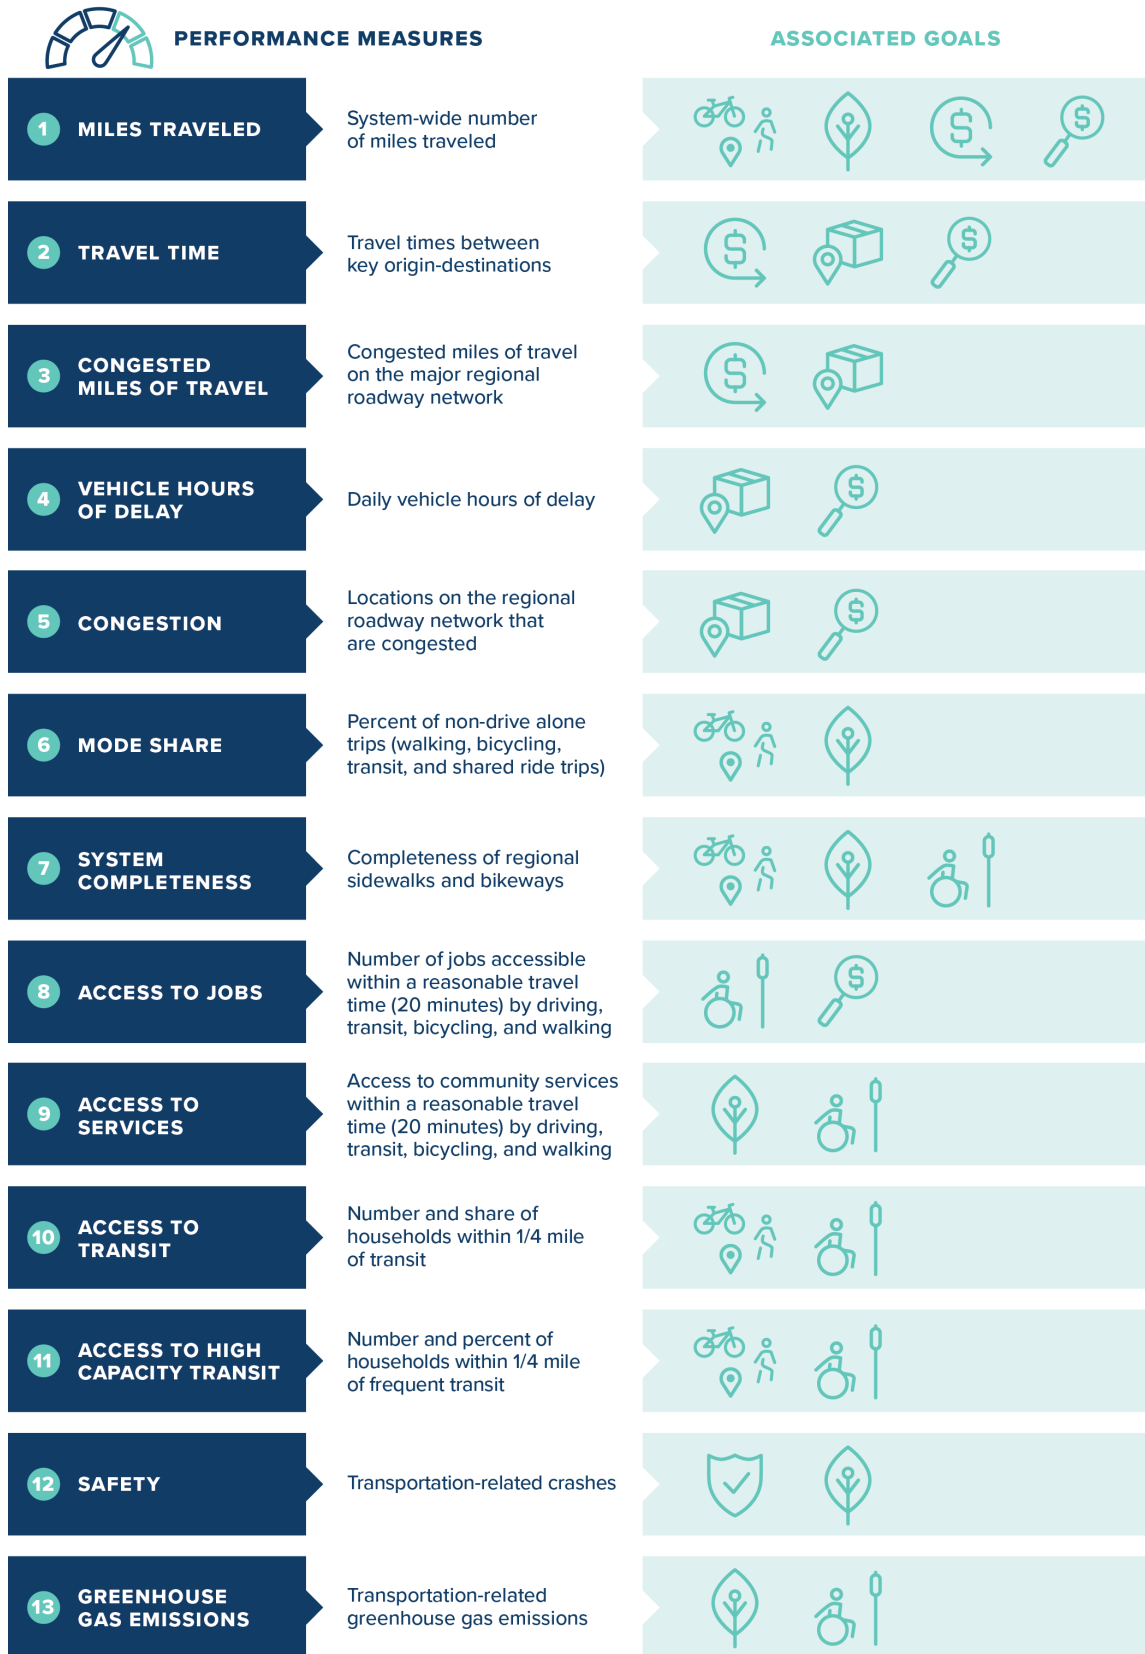 PERFORMANCE MEASURES
ASSOCIATED GOALS
1
MILES TRAVELED
System-wide number
of miles traveled
2
TRAVEL TIME
Travel times between
key origin-destinations
3
CONGESTED
MILES OF TRAVEL
Congested miles of travel
on the major regional
roadway network
4
VEHICLE HOURS
OF DELAY
Daily vehicle hours of delay
5
CONGESTION
Locations on the regional
roadway network that
are congested
6
MODE SHARE
Percent of non-drive alone
trips (walking, bicycling,
transit, and shared ride trips)
7
SYSTEM
COMPLETENESS
Completeness of regional
sidewalks and bikeways
8
ACCESS TO JOBS
Number of jobs accessible
within a reasonable travel
time (20 minutes) by driving,
transit, bicycling, and walking
9
ACCESS TO
SERVICES
Access to community services
within a reasonable travel
time (20 minutes) by driving,
transit, bicycling, and walking
10
ACCESS TO
TRANSIT
Number and share of
households within 1/4 mile
of transit
11
ACCESS TO HIGH
CAPACITY TRANSIT
Number and percent of
households within 1/4 mile
of frequent transit
12
SAFETY
Transportation-related crashes
13
GREENHOUSE
GAS EMISSIONS
Transportation-related
greenhouse gas emissions
$
$
$
$
$
$
$
$